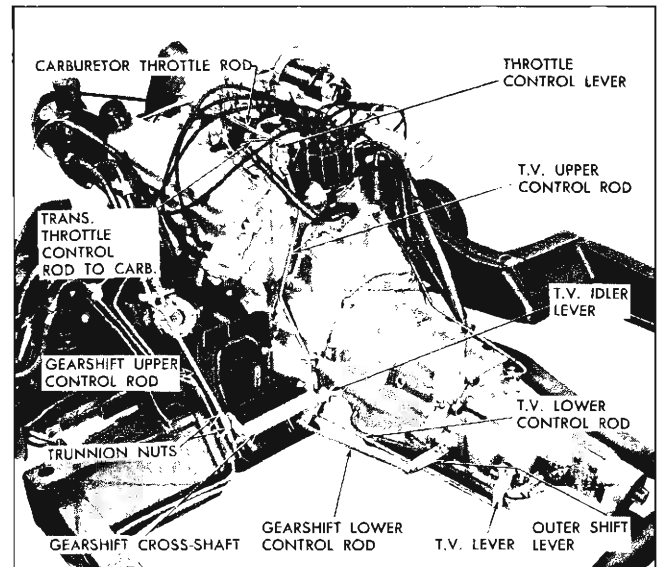 CARBURETOR THROTTLE ROD
THROTTLE
CONTROL LEVER
T.V. UPPER
CONTROL ROD
TRANS.
THROTTLE
CONTROL
ROD TO CARB.
T.V. IDLER
LEVER
GEARSHIFT UPPER
CONTROL ROD
T.V. LOWER
CONTROL ROD
TRUNNION NUTS
GEARSHIFT CROSS-SHAFT
GEARSHIFT LOWER
CONTROL ROD
T.V. LEVER
OUTER SHIFT
LEVER